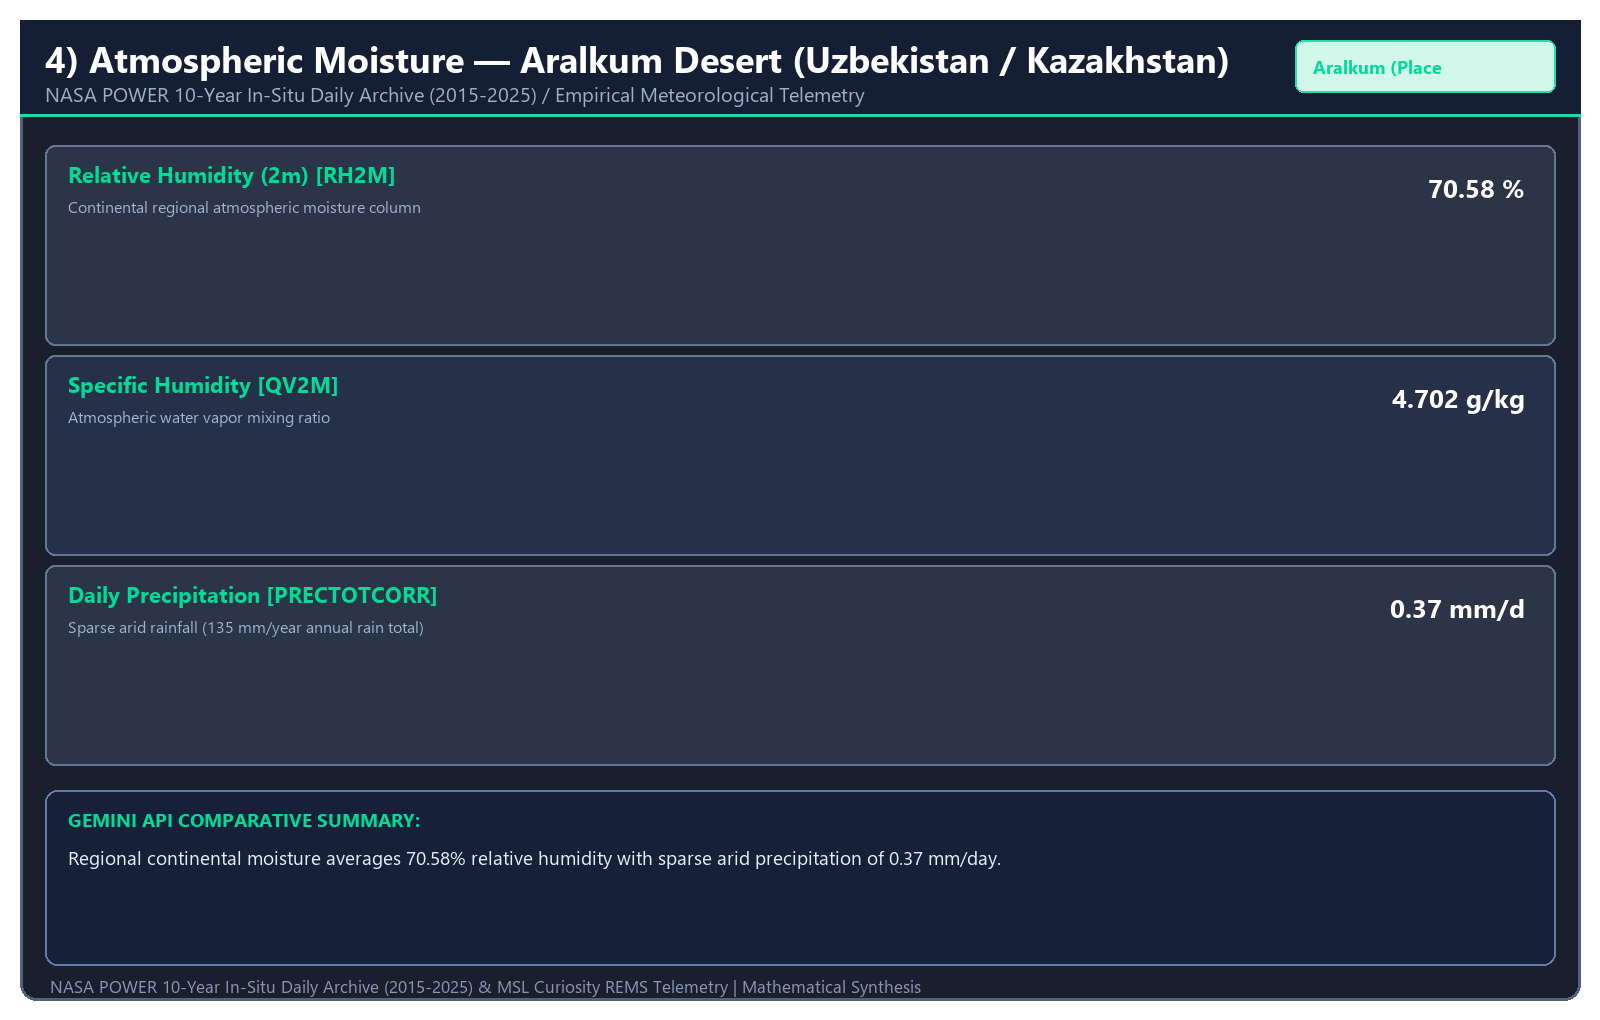 4) Atmospheric Moisture — Aralkum Desert (Uzbekistan / Kazakhstan)
NASA POWER 10-Year In-Situ Daily Archive (2015-2025) / Empirical Meteorological Telemetry
Aralkum (Place
Relative Humidity (2m) [RH2M]
70.58 %
Continental regional atmospheric moisture column
Specific Humidity [QV2M]
4.702 g/kg
Atmospheric water vapor mixing ratio
Daily Precipitation [PRECTOTCORR]
0.37 mm/d
Sparse arid rainfall (135 mm/year annual rain total)
GEMINI API COMPARATIVE SUMMARY:
Regional continental moisture averages 70.58% relative humidity with sparse arid precipitation of 0.37 mm/day.
NASA POWER 10-Year In-Situ Daily Archive (2015-2025) & MSL Curiosity REMS Telemetry | Mathematical Synthesis